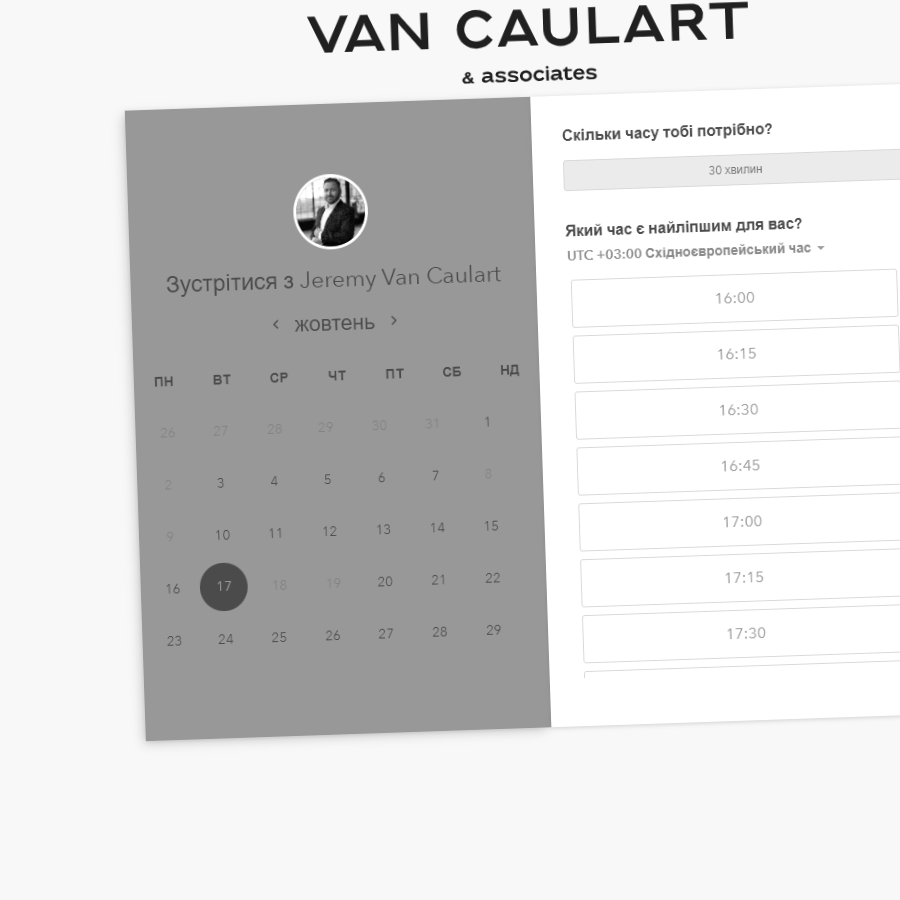 VAN CAULART
& associates
Зустрітися з Jeremy Van Caulart
жовтень
ПН ВТ СР ЧТ ПТ СБ НД
26 27 28 29 30 31 1
2 3 4 5 6 7 8
9 10 11 12 13 14 15
16 17 18 19 20 21 22
23 24 25 26 27 28 29
Скільки часу тобі потрібно?
30 хвилин
Який час є найліпшим для вас?
UTC +03:00 Східноєвропейський час
16:00
16:15
16:30
16:45
17:00
17:15
17:30